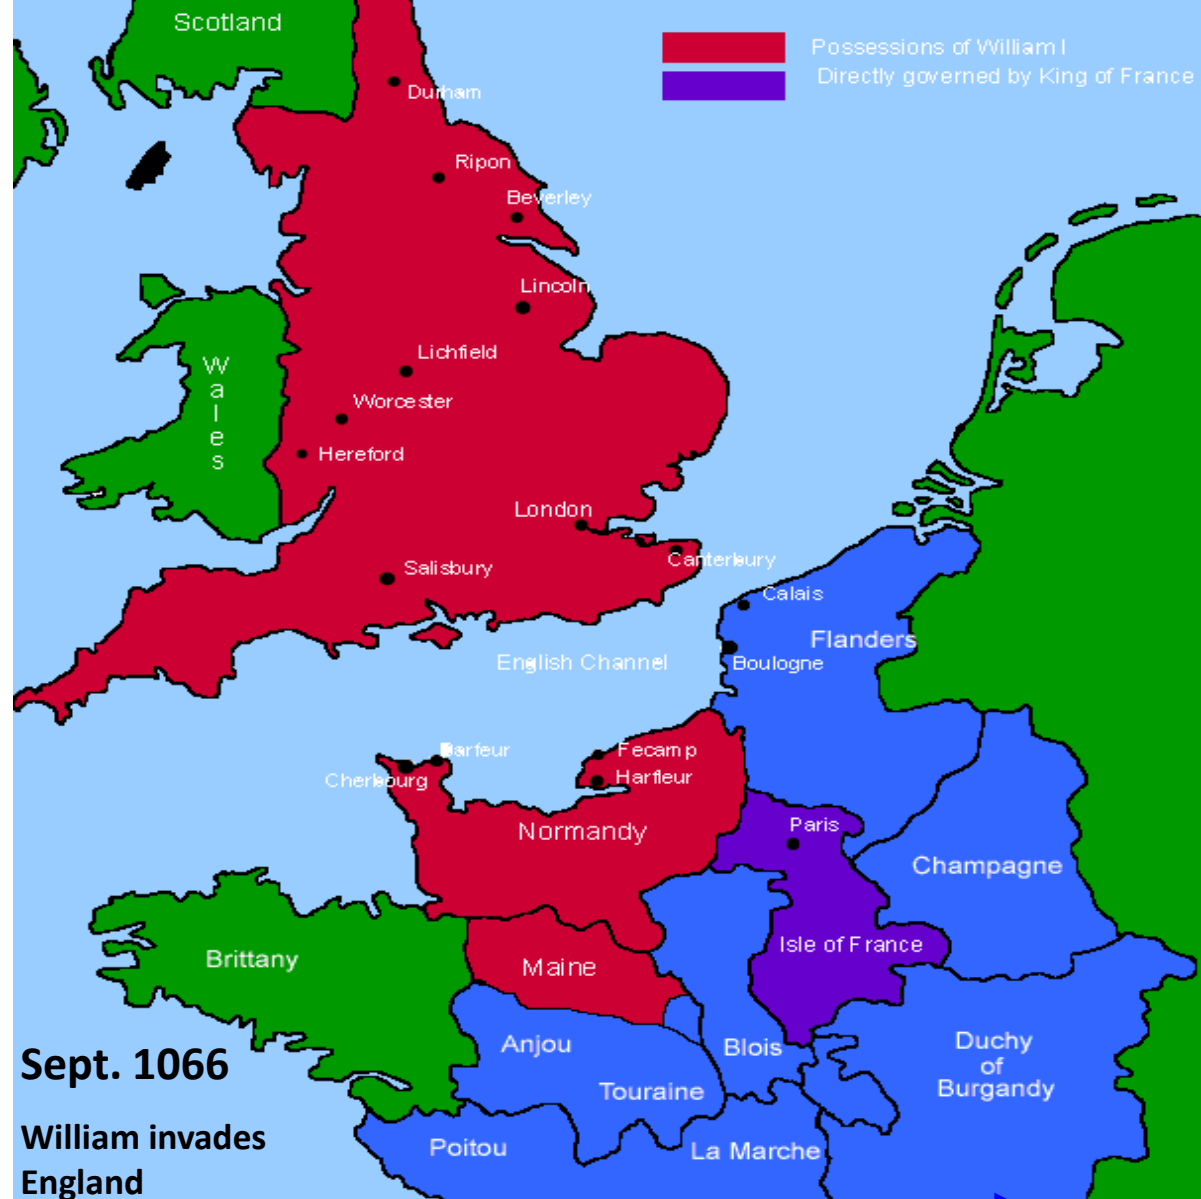 Scotland
Possessions of William I
Directly governed by King of France
Durham
Ripon
Beverley
Lincoln
Lichfield
Wales
Worcester
Hereford
London
Canterbury
Salisbury
Calais
Flanders
English Channel
Boulogne
Barfeur
Fecamp
Cherbourg
Harfleur
Normandy
Paris
Champagne
Isle of France
Brittany
Maine
Anjou
Blois
Duchy
of
Burgandy
Sept. 1066
Touraine
William invades
England
Poitou
La Marche